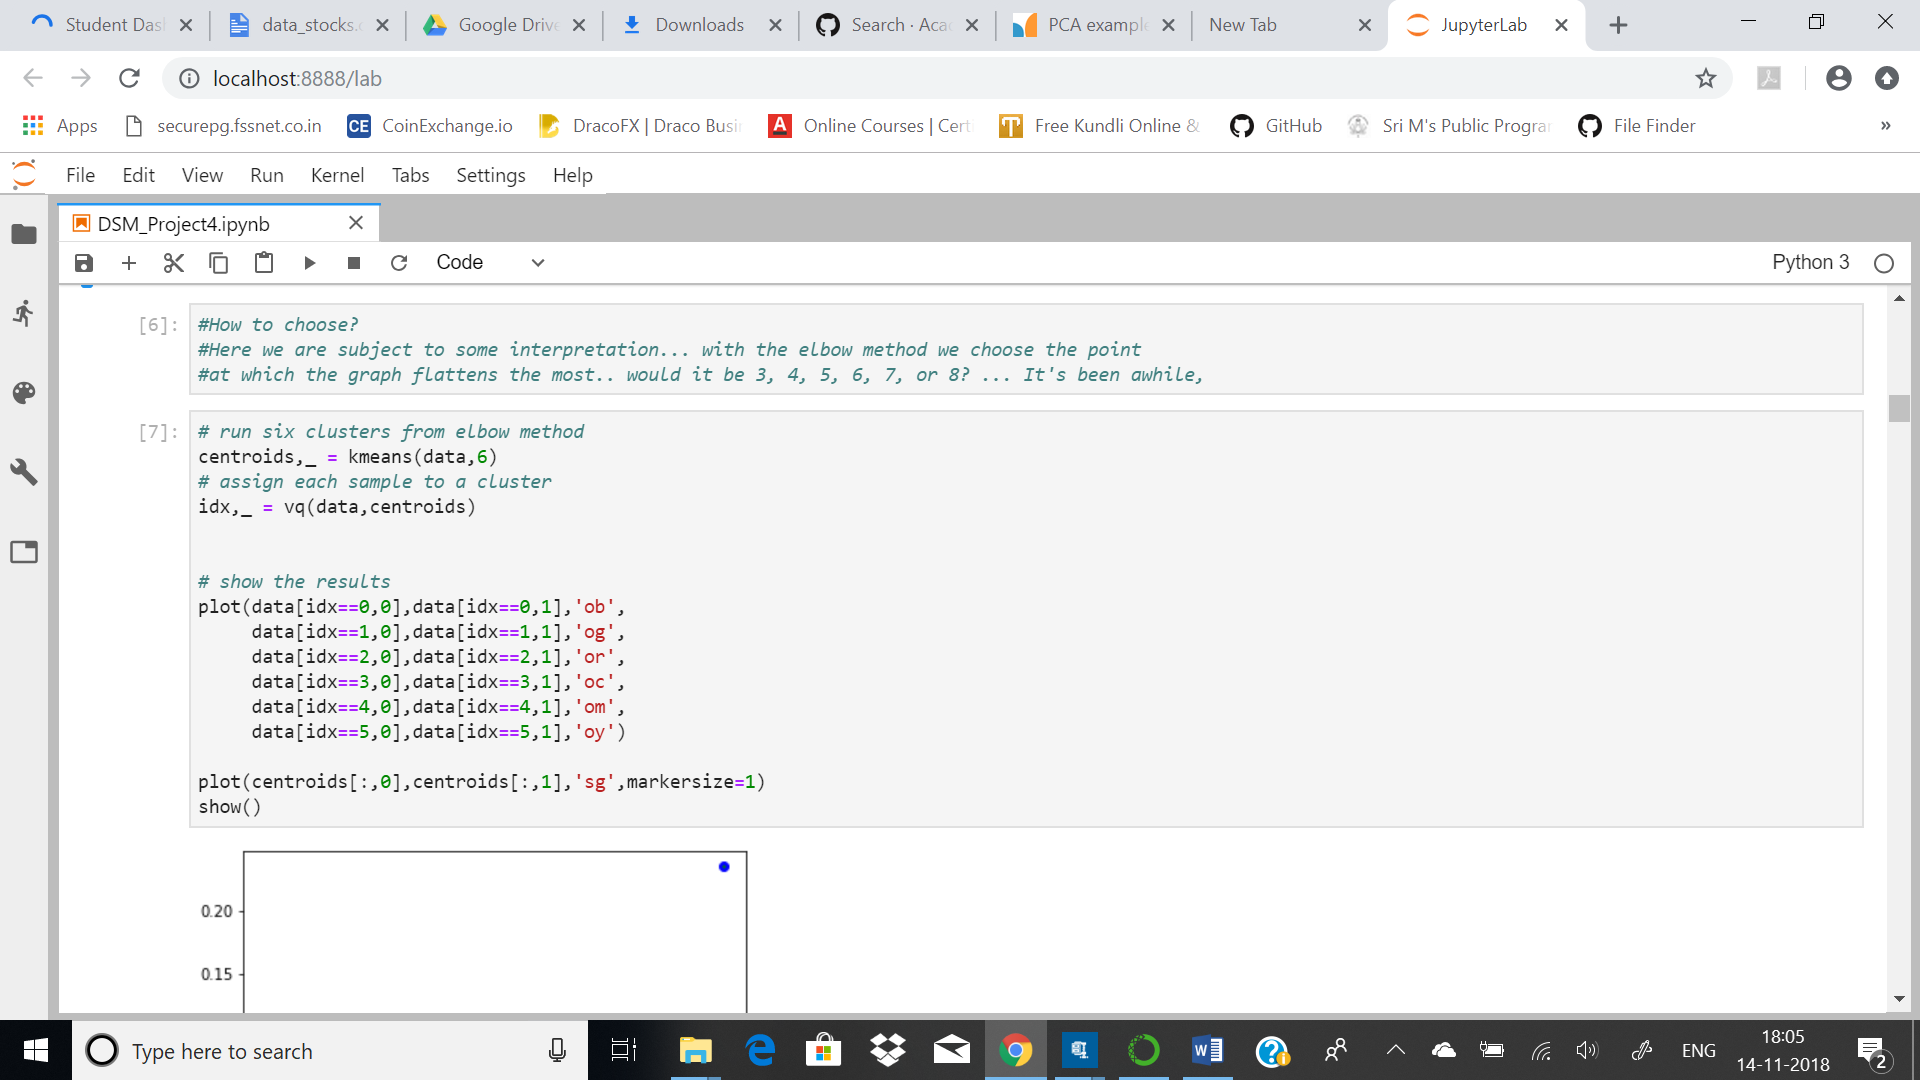 Student Das
data_stocks.c
Google Drive
Downloads
Search · Aca
PCA example
New Tab
JupyterLab
localhost:8888/lab
Apps
securepg.fssnet.co.in
CE CoinExchange.io
DracoFX | Draco Busi
A Online Courses | Cert
T Free Kundli Online &
GitHub
Sri M's Public Program
File Finder
»
File Edit View Run Kernel Tabs Settings Help
DSM_Project4.ipynb
Code
Python 3
[6]:
#How to choose?
#Here we are subject to some interpretation... with the elbow method we choose the point
#at which the graph flattens the most.. would it be 3, 4, 5, 6, 7, or 8? ... It's been awhile,
[7]:
# run six clusters from elbow method
centroids,_ = kmeans(data,6)
# assign each sample to a cluster
idx,_ = vq(data,centroids)
# show the results
plot(data[idx==0,0],data[idx==0,1],'ob',
data[idx==1,0],data[idx==1,1],'og',
data[idx==2,0],data[idx==2,1],'or',
data[idx==3,0],data[idx==3,1],'oc',
data[idx==4,0],data[idx==4,1],'om',
data[idx==5,0],data[idx==5,1],'oy')
plot(centroids[:,0],centroids[:,1],'sg',markersize=1)
show()
0.20
0.15
Type here to search
ENG
18:05
14-11-2018
2